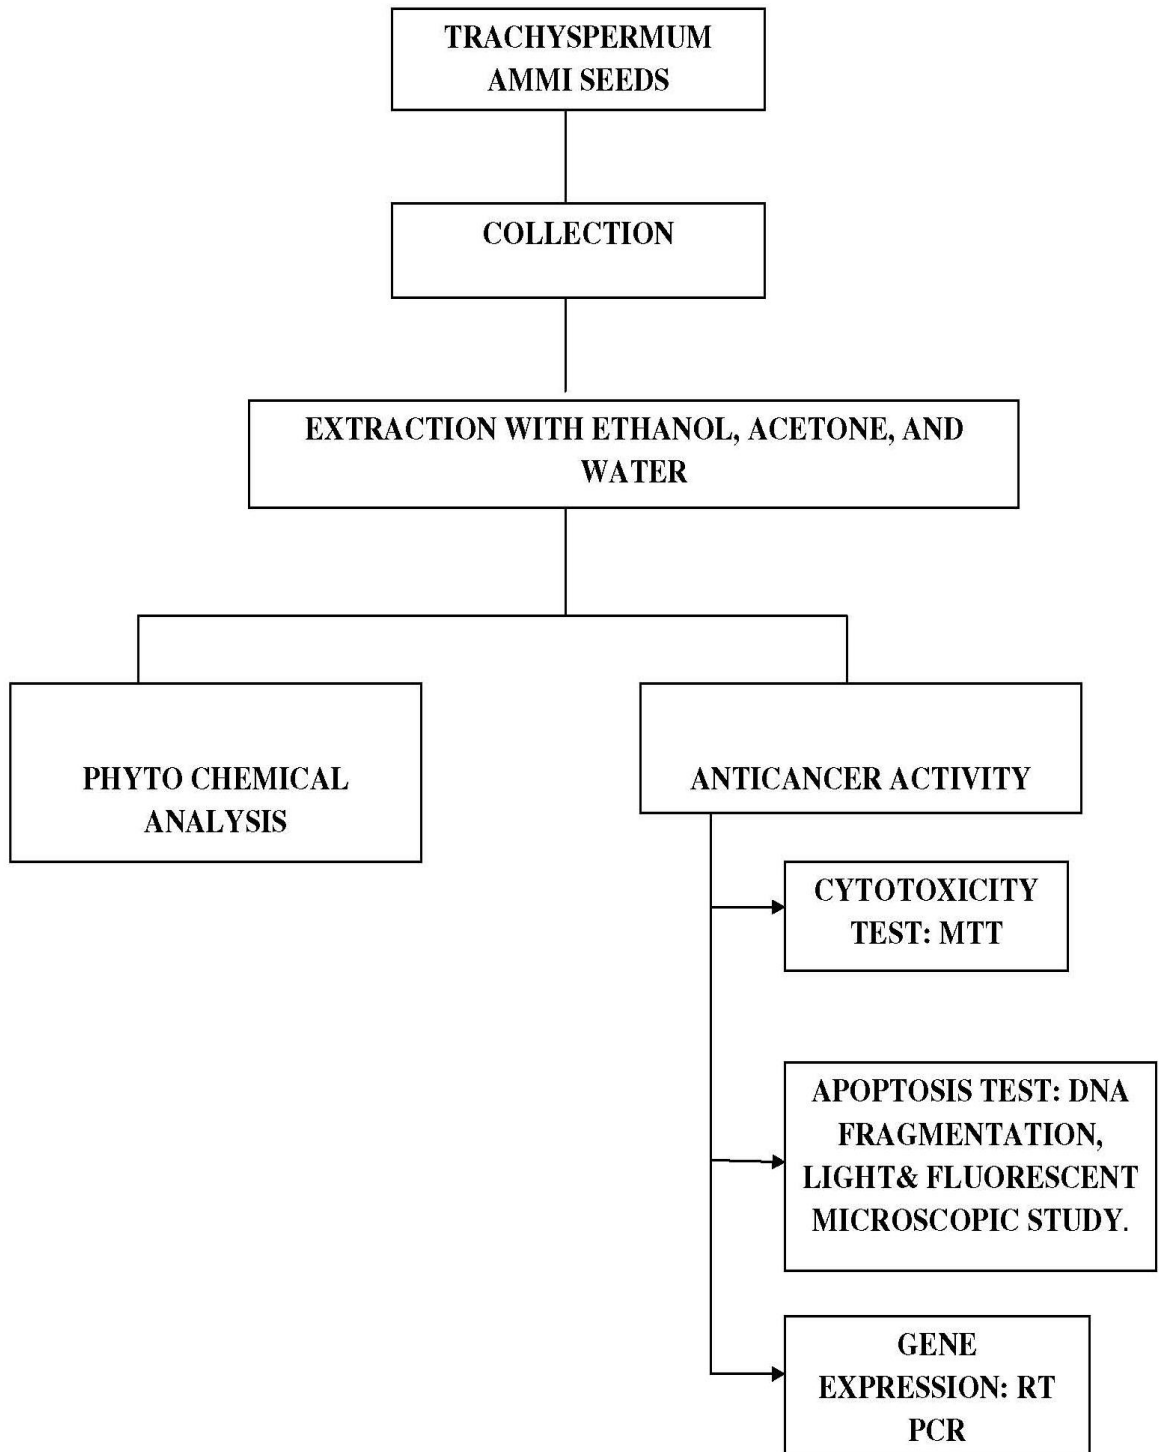 TRACHYSPERMUM
AMMI SEEDS
COLLECTION
EXTRACTION WITH ETHANOL, ACETONE, AND
WATER
PHYTO CHEMICAL
ANALYSIS
ANTICANCER ACTIVITY
CYTOTOXICITY
TEST: MTT
APOPTOSIS TEST: DNA
FRAGMENTATION,
LIGHT& FLUORESCENT
MICROSCOPIC STUDY.
GENE
EXPRESSION: RT
PCR